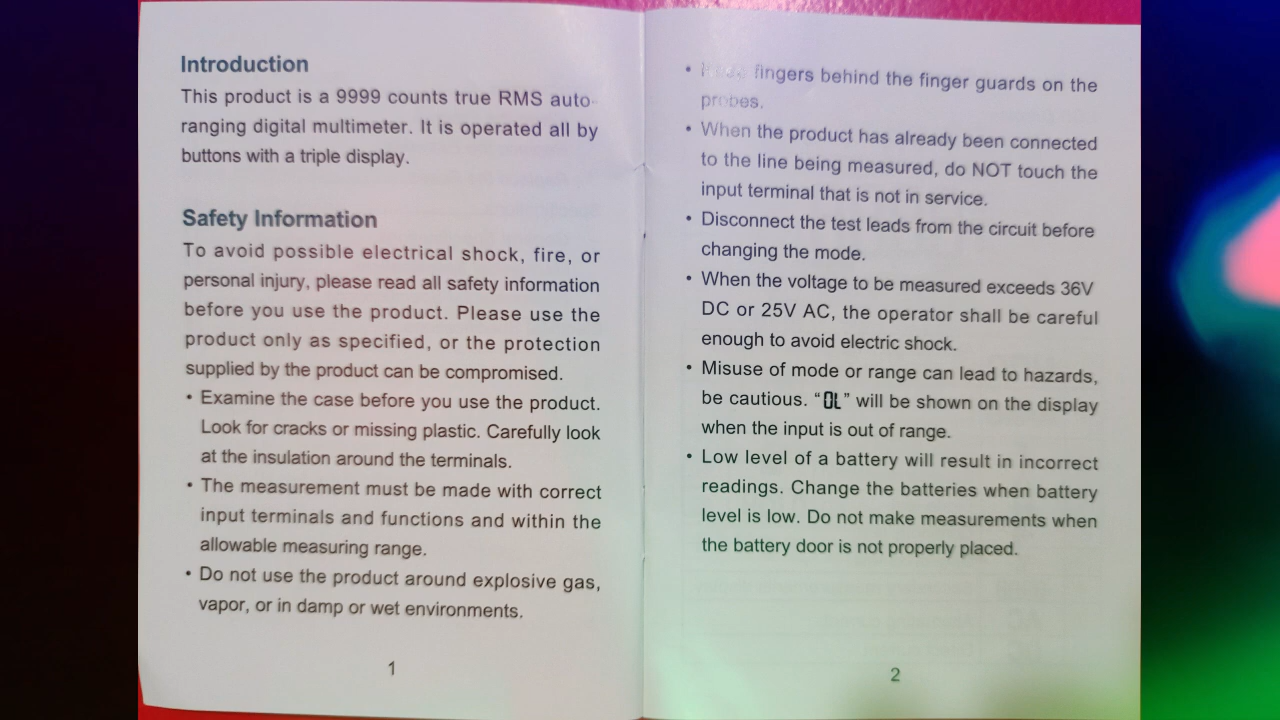 Introduction
This product is a 9999 counts true RMS auto-
ranging digital multimeter. It is operated all by
buttons with a triple display.
Safety Information
To avoid possible electrical shock, fire, or
personal injury, please read all safety information
before you use the product. Please use the
product only as specified, or the protection
supplied by the product can be compromised.
• Examine the case before you use the product.
Look for cracks or missing plastic. Carefully look
at the insulation around the terminals.
• The measurement must be made with correct
input terminals and functions and within the
allowable measuring range.
• Do not use the product around explosive gas,
vapor, or in damp or wet environments.
1
• fingers behind the finger guards on the
probes.
• When the product has already been connected
to the line being measured, do NOT touch the
input terminal that is not in service.
• Disconnect the test leads from the circuit before
changing the mode.
• When the voltage to be measured exceeds 36V
DC or 25V AC, the operator shall be careful
enough to avoid electric shock.
• Misuse of mode or range can lead to hazards,
be cautious. “OL” will be shown on the display
when the input is out of range.
• Low level of a battery will result in incorrect
readings. Change the batteries when battery
level is low. Do not make measurements when
the battery door is not properly placed.
2